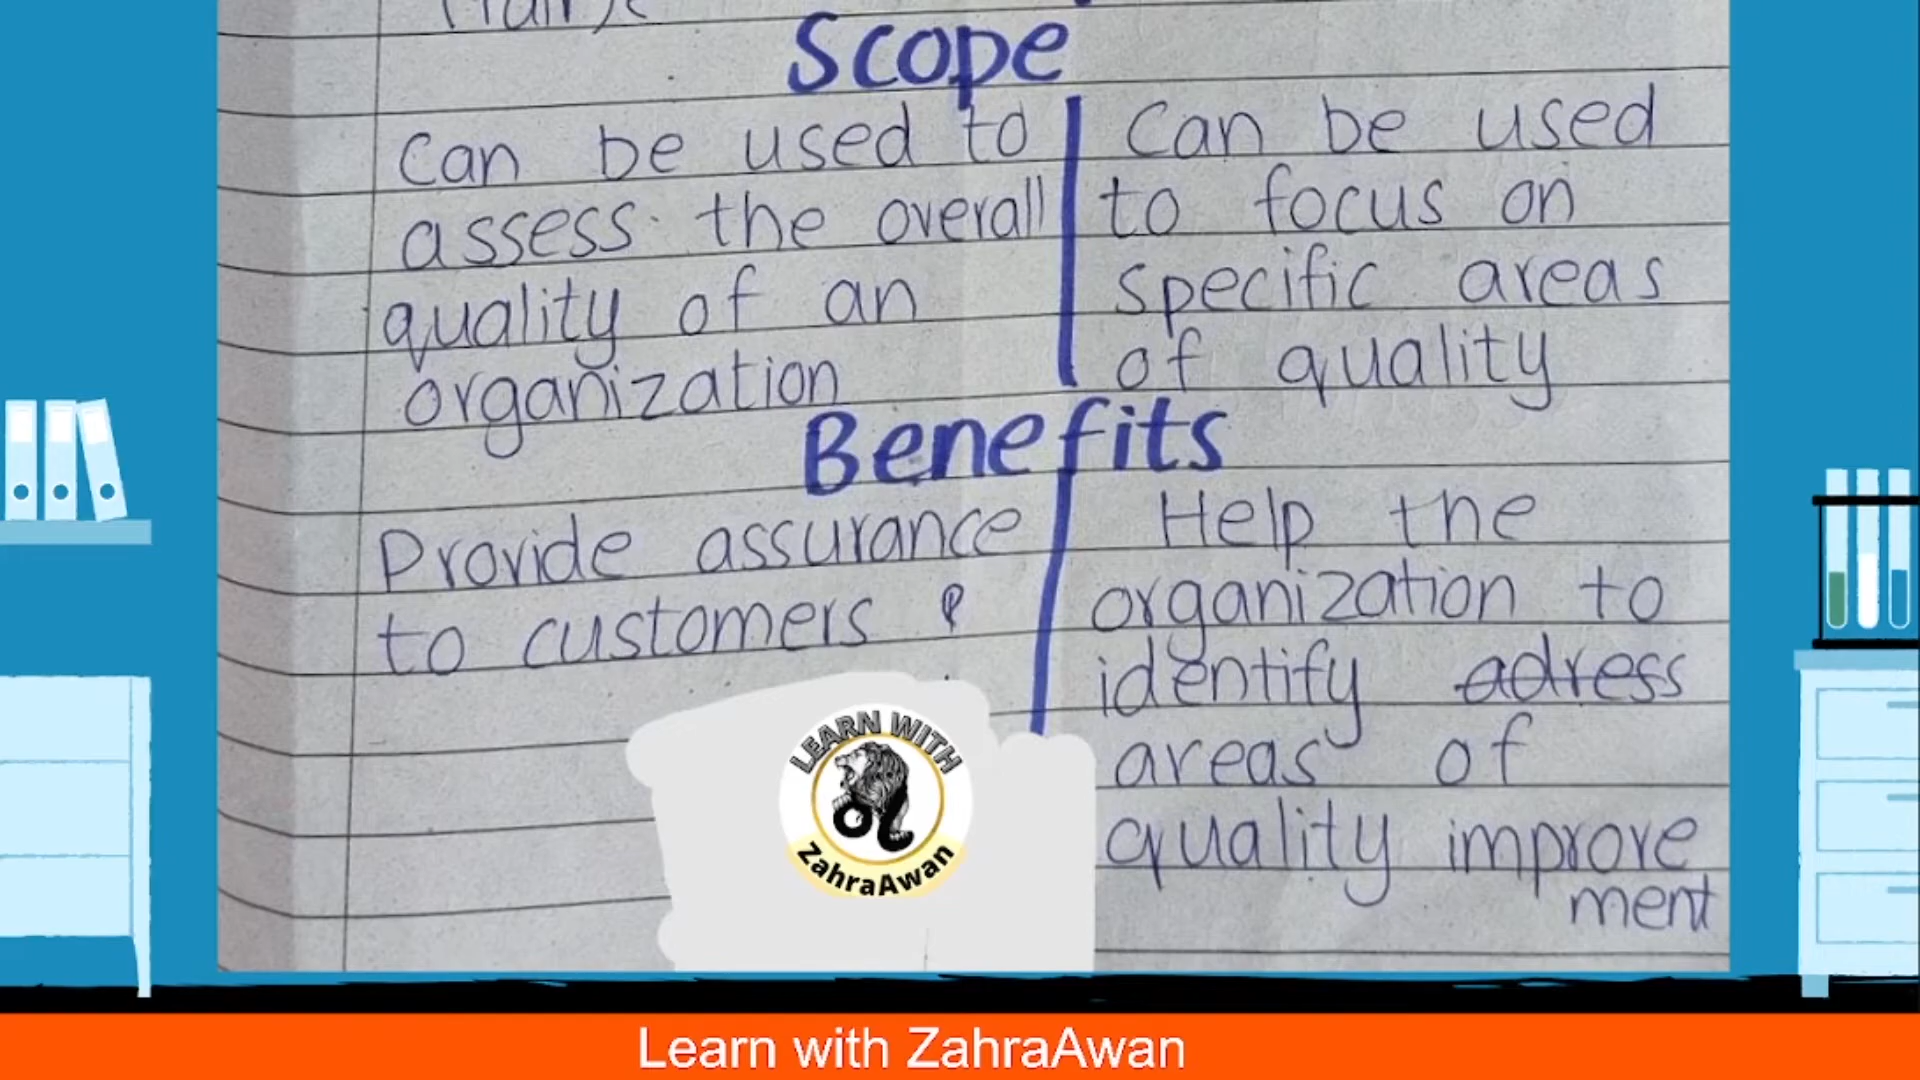 Scope
Can be used to
assess the overall
quality of an
organization
Can be used
to focus on
specific areas
of quality
Benefits
Provide assurance
to customers &
Help the
organization to
identify adress
areas of
quality improve
ment
LEARN WITH
ZahraAwan
Learn with ZahraAwan